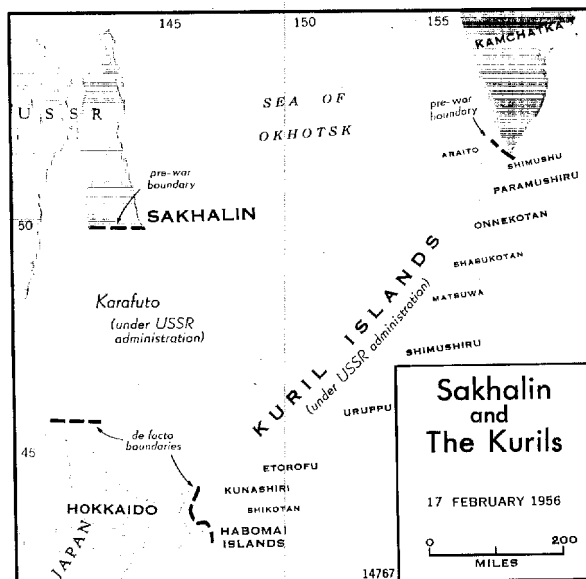 145
150
155
KAMCHATKA
USSR
SEA OF
OKHOTSK
pre-war
boundary
ARAITO
SHIMUSHU
PARAMUSHIRU
pre-war
boundary
50
SAKHALIN
ONNEKOTAN
SHASUKOTAN
MATSUWA
Karafuto
(under USSR
administration)
KURIL ISLANDS
(under USSR administration)
SHIMUSHIRU
URUPPU
de facto
boundaries
45
ETOROFU
KUNASHIRI
SHIKOTAN
HOKKAIDO
HABOMAI
ISLANDS
JAPAN
Sakhalin
and
The Kurils
17 FEBRUARY 1956
0
200
MILES
14767